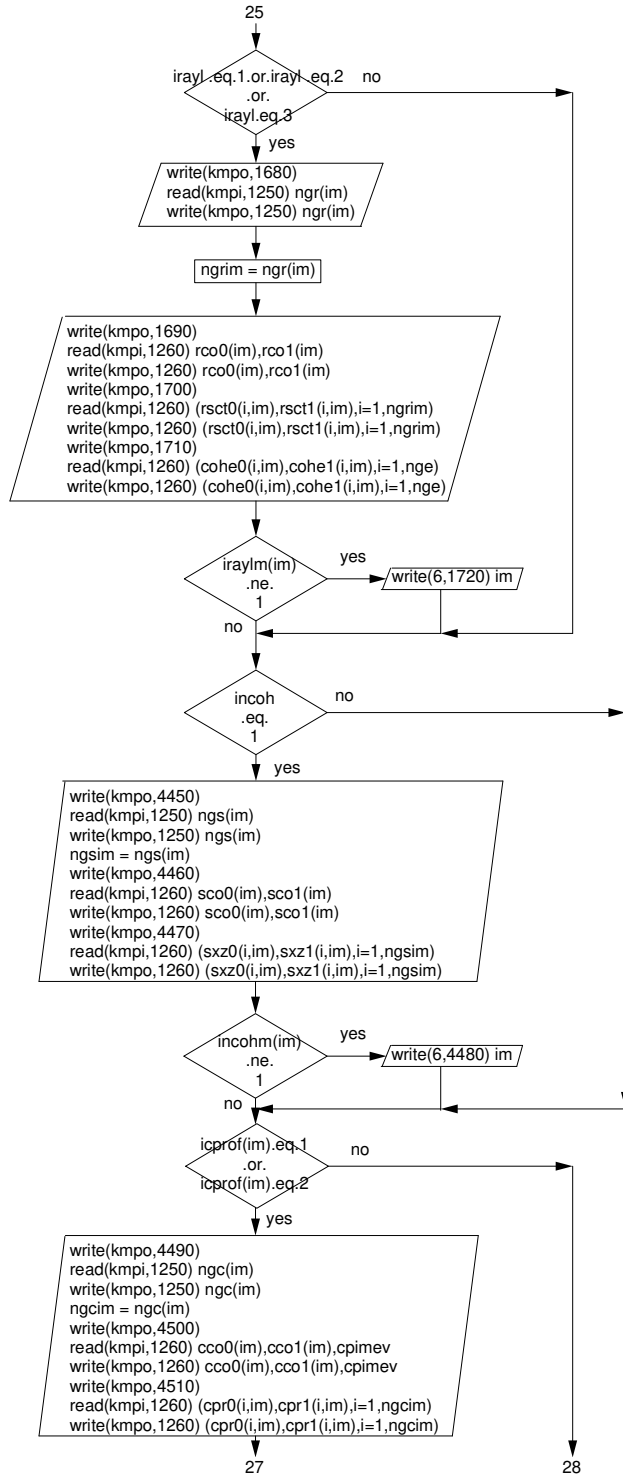 25
irayl .eq.1.or.irayl .eq.2
.or.
irayl.eq.3
no
yes
write(kmpo,1680)
read(kmpi,1250) ngr(im)
write(kmpo,1250) ngr(im)
ngrim = ngr(im)
write(kmpo,1690)
read(kmpi,1260) rco0(im),rco1(im)
write(kmpo,1260) rco0(im),rco1(im)
write(kmpo,1700)
read(kmpi,1260) (rsct0(i,im),rsct1(i,im),i=1,ngrim)
write(kmpo,1260) (rsct0(i,im),rsct1(i,im),i=1,ngrim)
write(kmpo,1710)
read(kmpi,1260) (cohe0(i,im),cohe1(i,im),i=1,nge)
write(kmpo,1260) (cohe0(i,im),cohe1(i,im),i=1,nge)
iraylm(im)
.ne.
1
yes
write(6,1720) im
no
incoh
.eq.
1
no
yes
write(kmpo,4450)
read(kmpi,1250) ngs(im)
write(kmpo,1250) ngs(im)
ngsim = ngs(im)
write(kmpo,4460)
read(kmpi,1260) sco0(im),sco1(im)
write(kmpo,1260) sco0(im),sco1(im)
write(kmpo,4470)
read(kmpi,1260) (sxz0(i,im),sxz1(i,im),i=1,ngsim)
write(kmpo,1260) (sxz0(i,im),sxz1(i,im),i=1,ngsim)
incohm(im)
.ne.
1
yes
write(6,4480) im
no
icprof(im).eq.1
.or.
icprof(im).eq.2
no
yes
write(kmpo,4490)
read(kmpi,1250) ngc(im)
write(kmpo,1250) ngc(im)
ngcim = ngc(im)
write(kmpo,4500)
read(kmpi,1260) cco0(im),cco1(im),cpimev
write(kmpo,1260) cco0(im),cco1(im),cpimev
write(kmpo,4510)
read(kmpi,1260) (cpr0(i,im),cpr1(i,im),i=1,ngcim)
write(kmpo,1260) (cpr0(i,im),cpr1(i,im),i=1,ngcim)
27
28